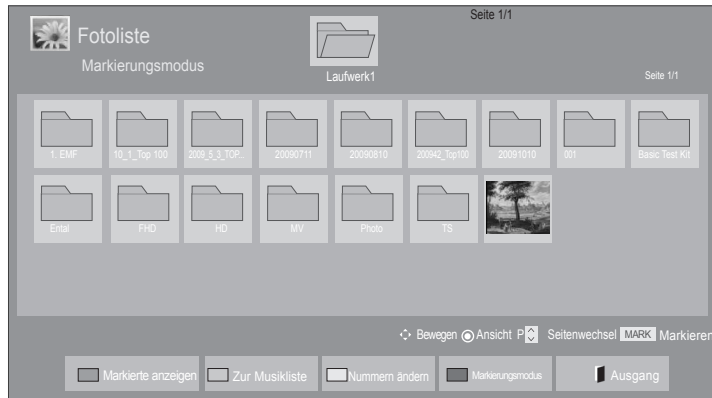 Seite 1/1
Fotoliste
Markierungsmodus
Laufwerk1
Seite 1/1
1. EMF
10_1_Top 100
2009_5_3_TOP...
20090711
20090810
200942_Top100
20091010
001
Basic Test Kit
Ental
FHD
HD
MV
Photo
TS
Bewegen Ansicht P Seitenwechsel MARK Markieren
Markierte anzeigen Zur Musikliste Nummern ändern Markierungsmodus Ausgang